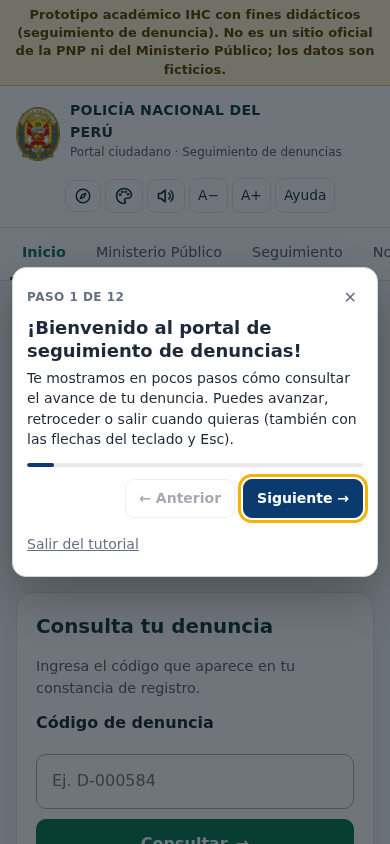 Prototipo académico IHC con fines didácticos
(seguimiento de denuncia). No es un sitio oficial
de la PNP ni del Ministerio Público; los datos son
ficticios.
POLICÍA NACIONAL DEL
PERÚ
Portal ciudadano · Seguimiento de denuncias
A−
A+
Ayuda
Inicio
Ministerio Público
Seguimiento
PASO 1 DE 12
×
¡Bienvenido al portal de
seguimiento de denuncias!
Te mostramos en pocos pasos cómo consultar
el avance de tu denuncia. Puedes avanzar,
retroceder o salir cuando quieras (también con
las flechas del teclado y Esc).
← Anterior
Siguiente →
Salir del tutorial
Consulta tu denuncia
Ingresa el código que aparece en tu
constancia de registro.
Código de denuncia
Ej. D-000584
Consultar →